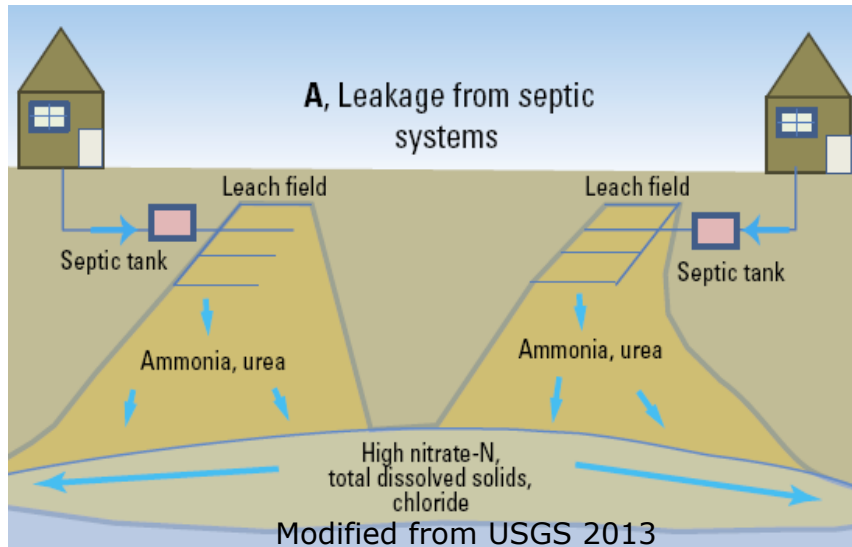 A, Leakage from septic
systems
Leach field
Leach field
Septic tank
Septic tank
Ammonia, urea
Ammonia, urea
High nitrate-N,
total dissolved solids,
chloride
Modified from USGS 2013